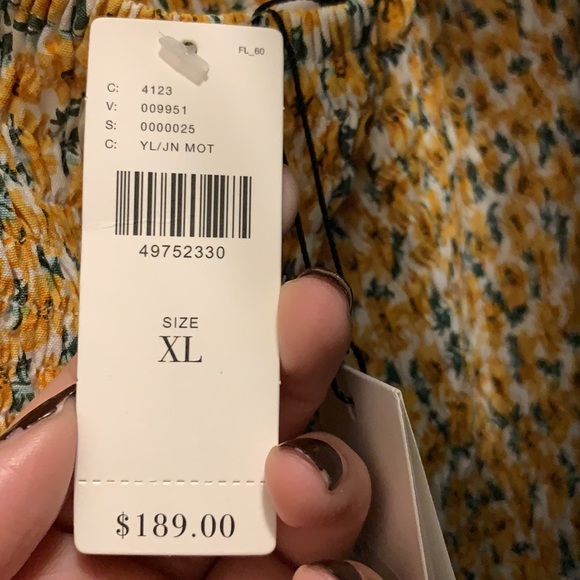 FL_60
C: 4123
V: 009951
S: 0000025
C: YL/JN MOT
49752330
SIZE
XL
$189.00